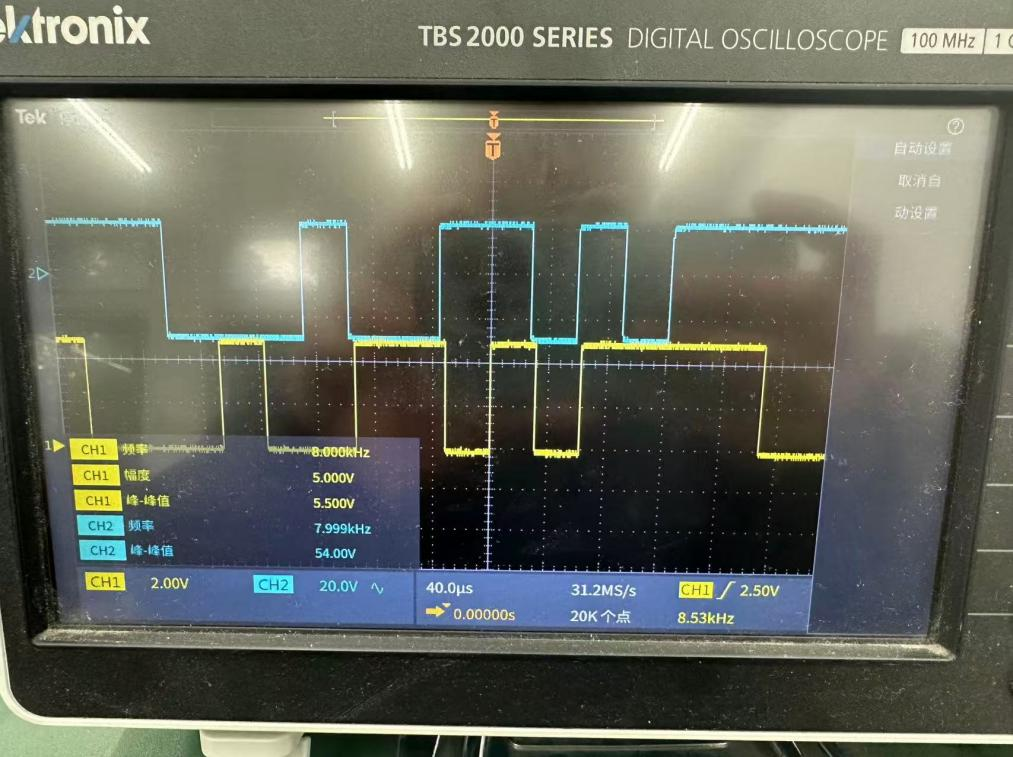 ektronix
TBS 2000 SERIES DIGITAL OSCILLOSCOPE 100 MHz 1 G
Tek
T
T
?
自动设置
取消自
动设置
2
1
CH1 频率 8.000kHz
CH1 幅度 5.000V
CH1 峰-峰值 5.500V
CH2 频率 7.999kHz
CH2 峰-峰值 54.00V
CH1 2.00V CH2 20.0V 40.0µs 31.2MS/s CH1 2.50V
0.00000s 20K 个点 8.53kHz